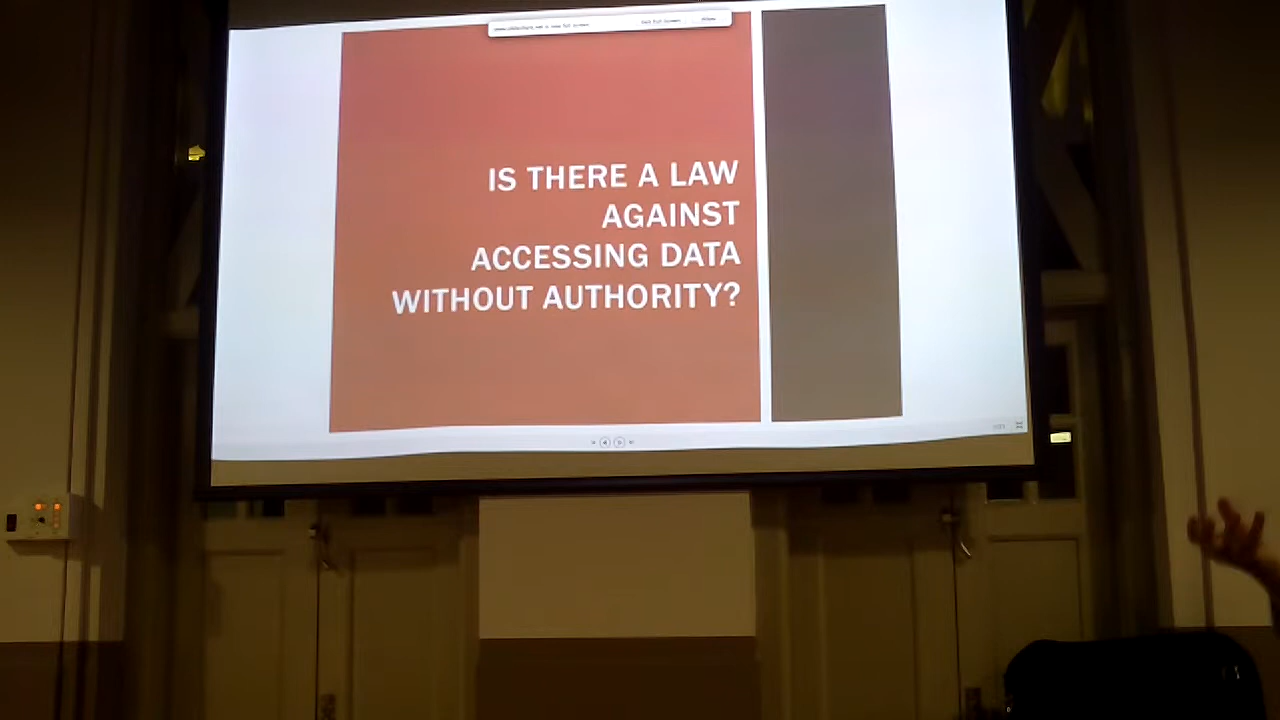 IS THERE A LAW
AGAINST
ACCESSING DATA
WITHOUT AUTHORITY?